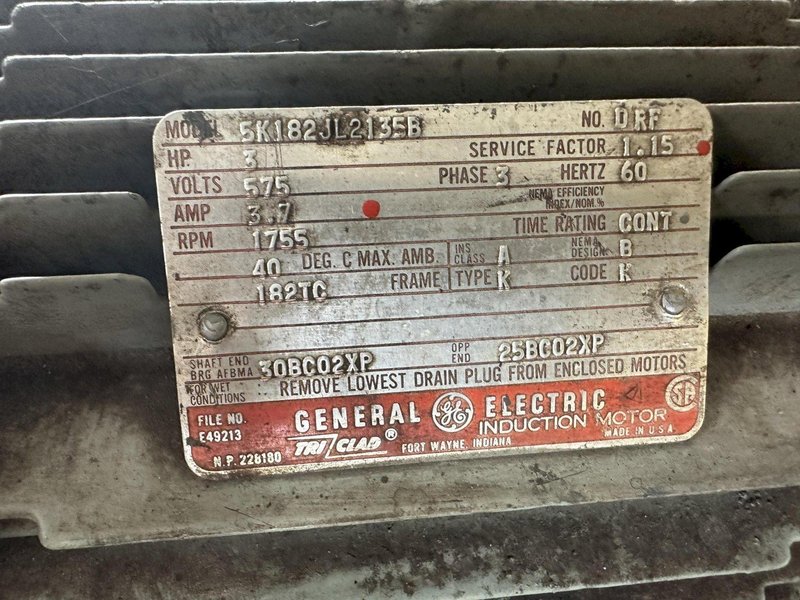 MODEL 5K182JL2135B NO. DRF
HP. 3 SERVICE FACTOR 1.15
VOLTS 575 PHASE 3 HERTZ 60
AMP 3.7 NEMA EFFICIENCY INDEX/NOM.%
RPM 1755 TIME RATING CONT
40 DEG. C MAX. AMB. INS CLASS A NEMA DESIGN B
182TC FRAME TYPE K CODE K
SHAFT END BRG AFBMA 30BC02XP OPP END 25BC02XP
FOR WET CONDITIONS REMOVE LOWEST DRAIN PLUG FROM ENCLOSED MOTORS
FILE NO. GENERAL GE ELECTRIC SA
E49213 TRI/CLAD ® INDUCTION MOTOR
N.P. 228180 FORT WAYNE, INDIANA MADE IN U.S.A.